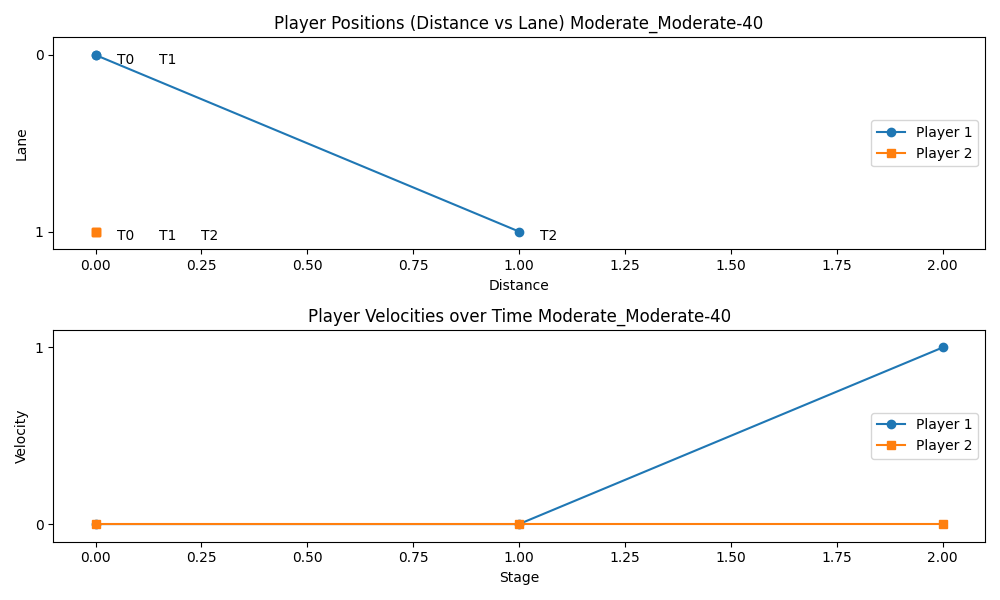 Player Positions (Distance vs Lane) Moderate_Moderate-40
0
T0 T1
Lane
Player 1
Player 2
1
T0 T1 T2
T2
0.00 0.25 0.50 0.75 1.00 1.25 1.50 1.75 2.00
Distance
Player Velocities over Time Moderate_Moderate-40
1
Velocity
Player 1
Player 2
0
0.00 0.25 0.50 0.75 1.00 1.25 1.50 1.75 2.00
Stage